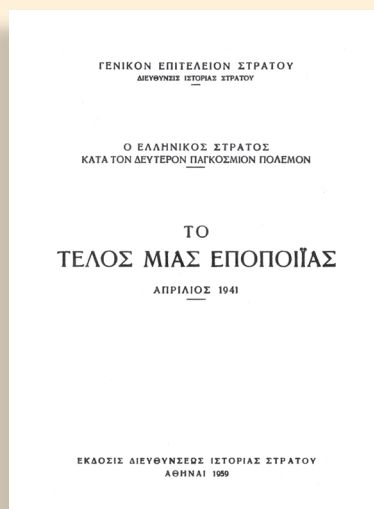 ΓΕΝΙΚΟΝ ΕΠΙΤΕΛΕΙΟΝ ΣΤΡΑΤΟΥ
ΔΙΕΥΘΥΝΣΙΣ ΙΣΤΟΡΙΑΣ ΣΤΡΑΤΟΥ
Ο ΕΛΛΗΝΙΚΟΣ ΣΤΡΑΤΟΣ
ΚΑΤΑ ΤΟΝ ΔΕΥΤΕΡΟΝ ΠΑΓΚΟΣΜΙΟΝ ΠΟΛΕΜΟΝ
ΤΟ
ΤΕΛΟΣ ΜΙΑΣ ΕΠΟΠΟΙΪΑΣ
ΑΠΡΙΛΙΟΣ 1941
ΕΚΔΟΣΙΣ ΔΙΕΥΘΥΝΣΕΩΣ ΙΣΤΟΡΙΑΣ ΣΤΡΑΤΟΥ
ΑΘΗΝΑΙ 1959